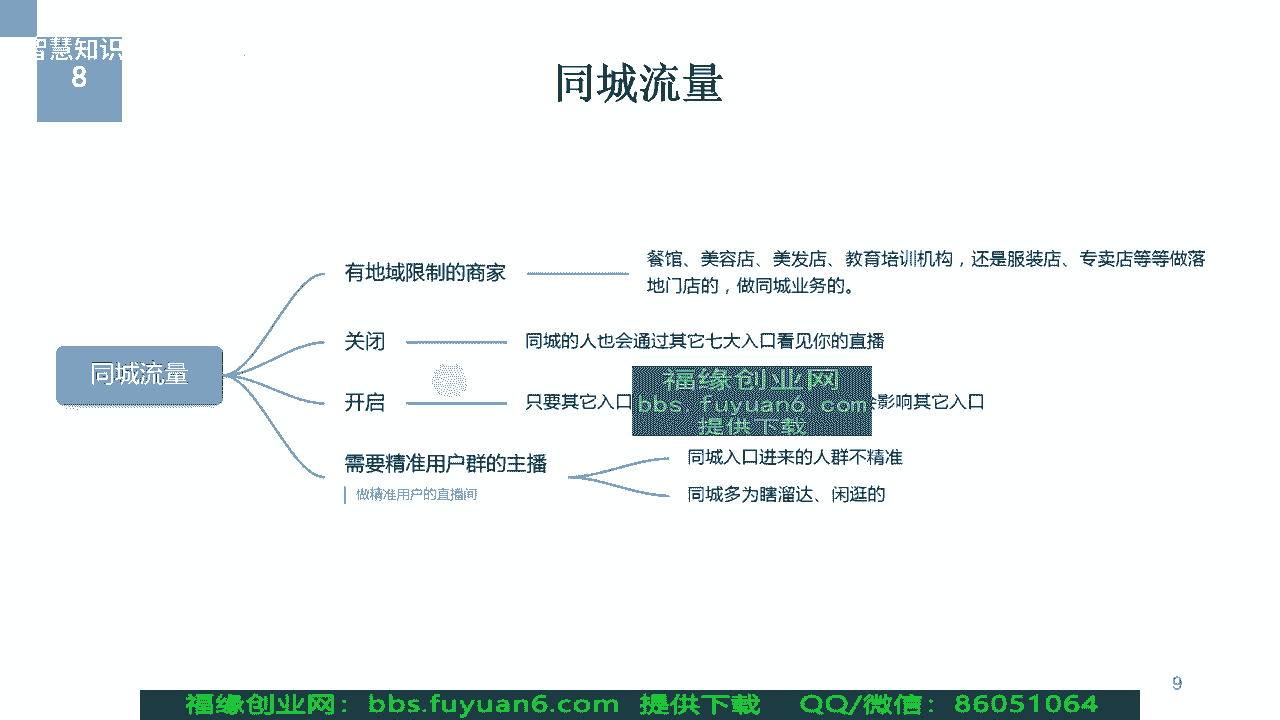 智慧知识
8
同城流量
有地域限制的商家
餐馆、美容店、美发店、教育培训机构，还是服装店、专卖店等等做落
地门店的，做同城业务的。
关闭
同城的人也会通过其它七大入口看见你的直播
同城流量
开启
只要其它入口
影响其它入口
福缘创业网
bbs fuyuan6 com
提供下载
需要精准用户群的主播
做精准用户的直播间
同城入口进来的人群不精准
同城多为瞎溜达、闲逛的
9
福缘创业网：bbs.fuyuan6.com 提供下载 QQ/微信：86051064